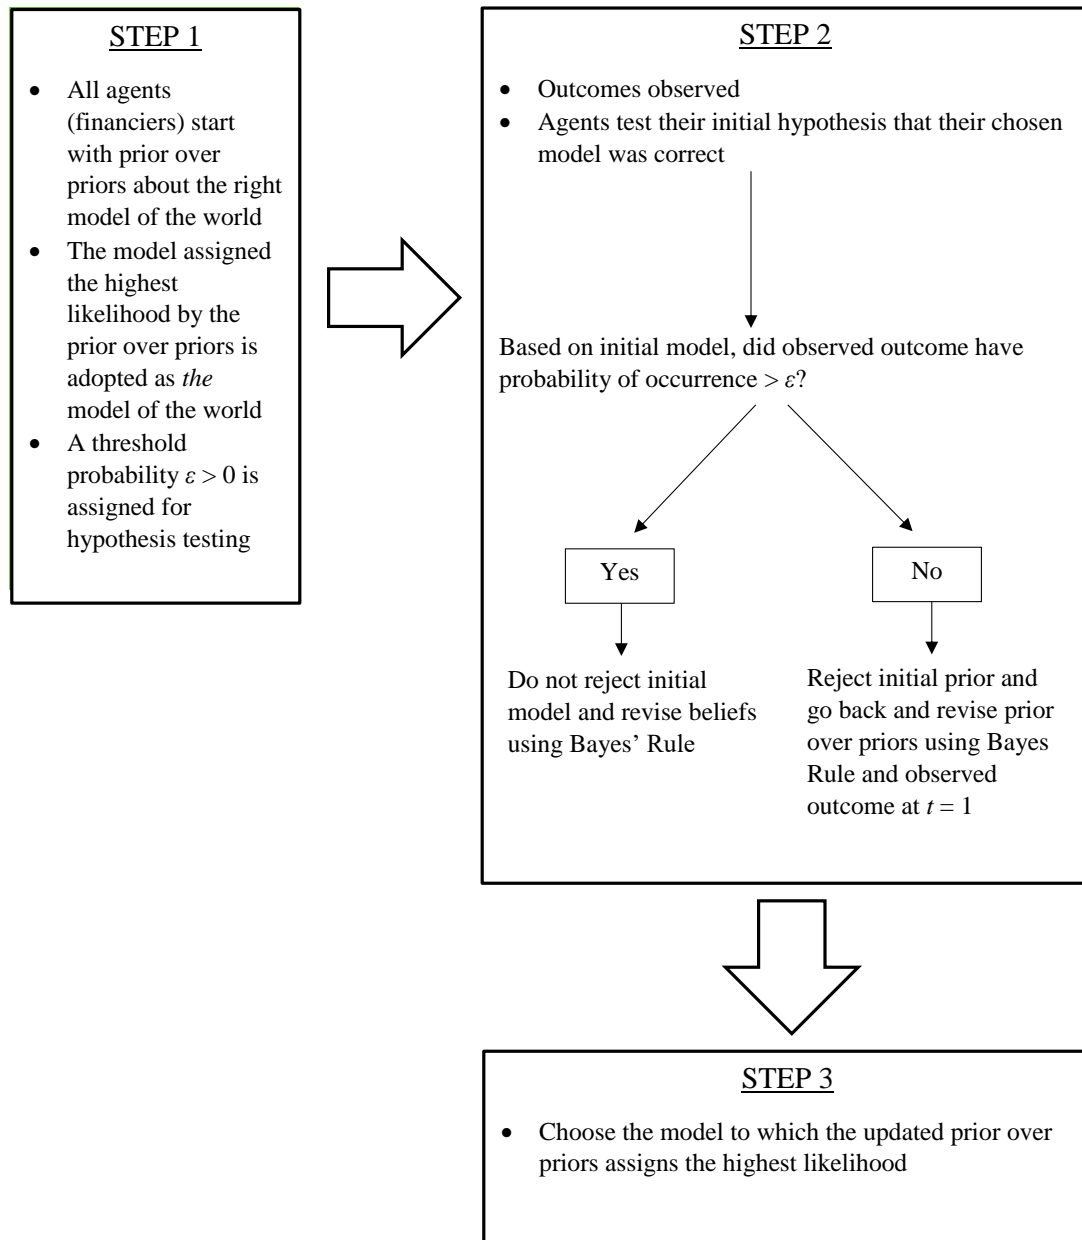 STEP 1
• All agents
(financiers) start
with prior over
priors about the right
model of the world
• The model assigned
the highest
likelihood by the
prior over priors is
adopted as the
model of the world
• A threshold
probability ε > 0 is
assigned for
hypothesis testing
STEP 2
• Outcomes observed
• Agents test their initial hypothesis that their chosen
model was correct
Based on initial model, did observed outcome have
probability of occurrence > ε?
Yes
No
Do not reject initial
model and revise beliefs
using Bayes’ Rule
Reject initial prior and
go back and revise prior
over priors using Bayes
Rule and observed
outcome at t = 1
STEP 3
• Choose the model to which the updated prior over
priors assigns the highest likelihood